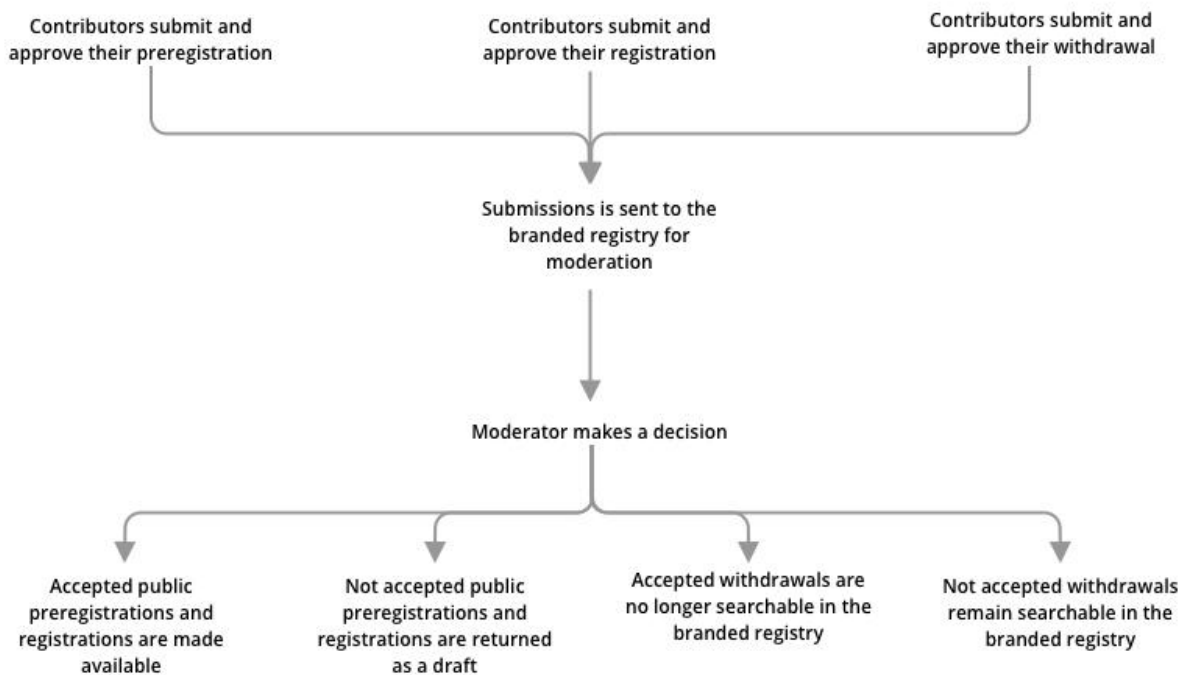 Contributors submit and
approve their preregistration
Contributors submit and
approve their registration
Contributors submit and
approve their withdrawal
Submissions is sent to the
branded registry for
moderation
Moderator makes a decision
Accepted public
preregistrations and
registrations are made
available
Not accepted public
preregistrations and
registrations are returned
as a draft
Accepted withdrawals are
no longer searchable in the
branded registry
Not accepted withdrawals
remain searchable in the
branded registry